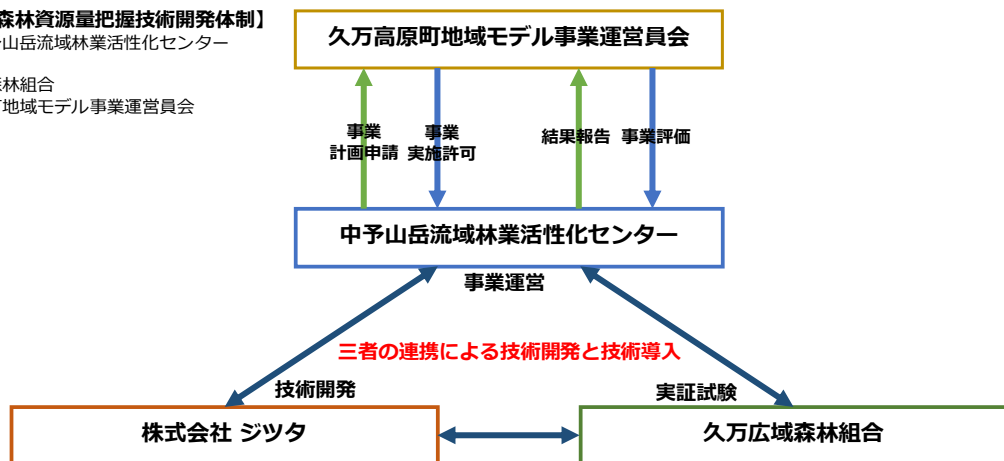 森林資源量把握技術開発体制】
山岳流域林業活性化センター
森林組合
地域モデル事業運営員会
久万高原町地域モデル事業運営員会
事業
計画申請
事業
実施許可
結果報告
事業評価
中予山岳流域林業活性化センター
事業運営
三者の連携による技術開発と技術導入
技術開発
実証試験
株式会社 ジツタ
久万広域森林組合